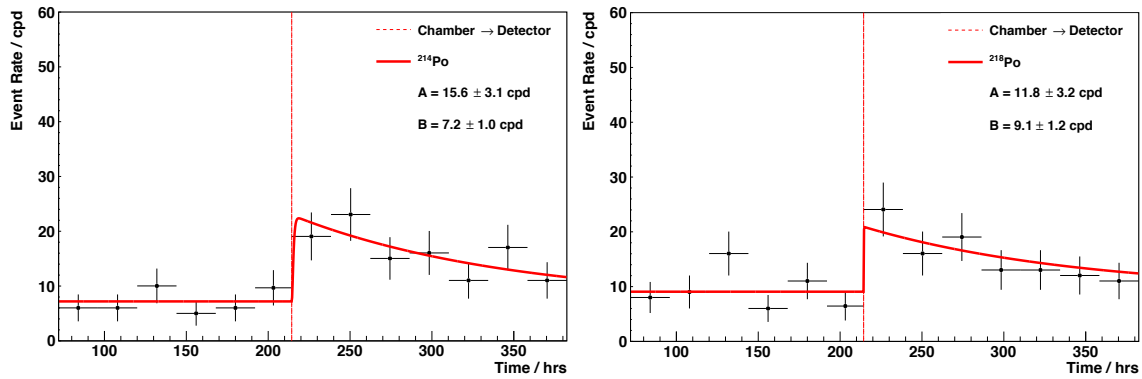 Event Rate / cpd
60
50
40
30
20
10
0
100
150
200
250
300
350
Time / hrs
Chamber → Detector
²¹⁴Po
A = 15.6 ± 3.1 cpd
B = 7.2 ± 1.0 cpd
Event Rate / cpd
60
50
40
30
20
10
0
100
150
200
250
300
350
Time / hrs
Chamber → Detector
²¹⁸Po
A = 11.8 ± 3.2 cpd
B = 9.1 ± 1.2 cpd